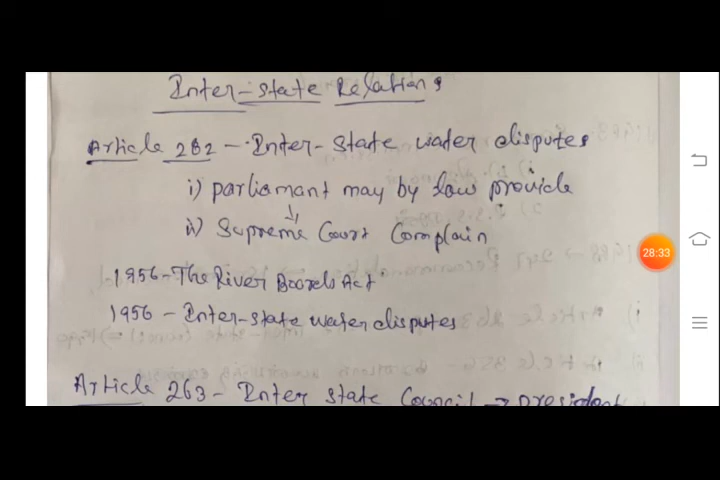 Inter-state Relations
Article 262 - Inter-State water disputes
i) parliamant may by law provide
ii) Supreme Court Complain
1956-The River Boards Act
1956 - Inter-state water disputes
Article 263 - Inter State Council → president
28:33